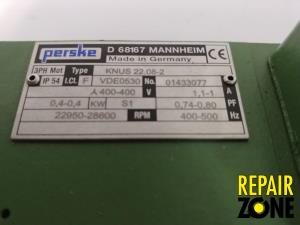 perske D 68167 MANNHEIM
Made in Germany
3PH Mot Type KNUS 22.08-2
IP 54 I.CL F VDE0530 No 01433077
400-400 V 1,1-1 A
0,4-0,4 KW S1 0,74-0,80 PF
22950-28800 RPM 400-500 Hz
REPAIR
ZONE